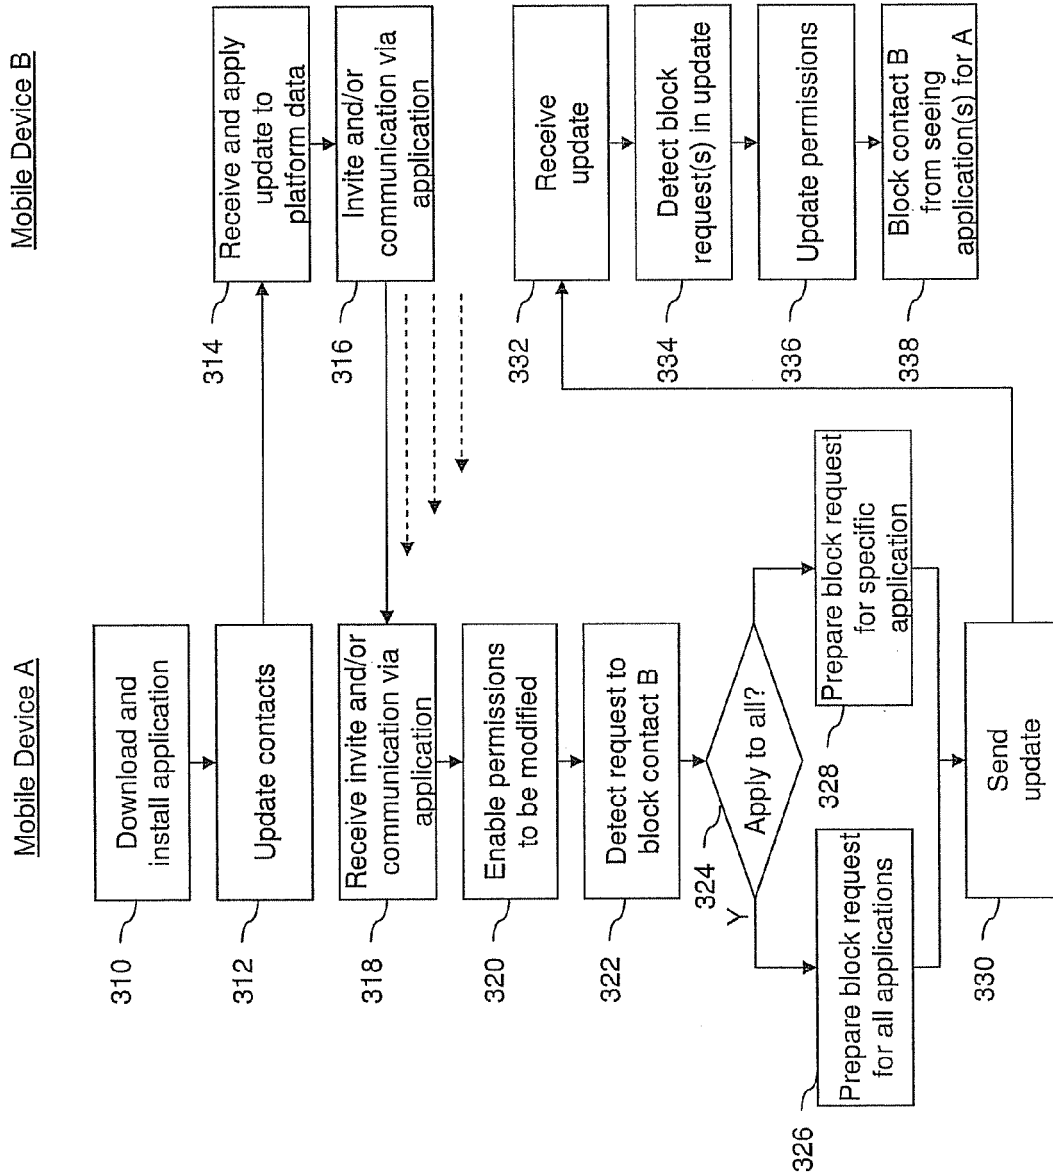 Mobile Device A
Mobile Device B
310
Download and
install application
312
Update contacts
314
Receive and apply
update to
platform data
316
Invite and/or
communication via
application
318
Receive invite and/or
communication via
application
320
Enable permissions
to be modified
322
Detect request to
block contact B
324
Apply to all?
Y
326
Prepare block request
for all applications
328
Prepare block request
for specific
application
330
Send
update
332
Receive
update
334
Detect block
request(s) in update
336
Update permissions
338
Block contact B
from seeing
application(s) for A